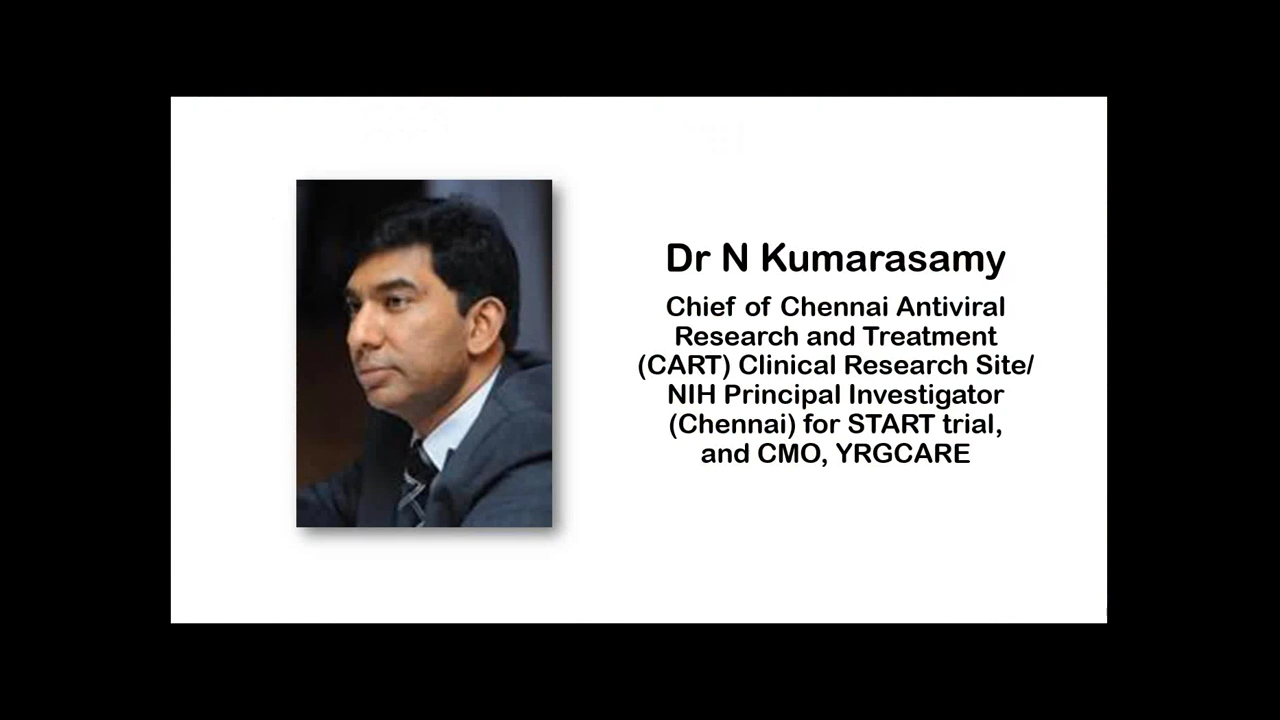 Dr N Kumarasamy
Chief of Chennai Antiviral
Research and Treatment
(CART) Clinical Research Site/
NIH Principal Investigator
(Chennai) for START trial,
and CMO, YRGCARE